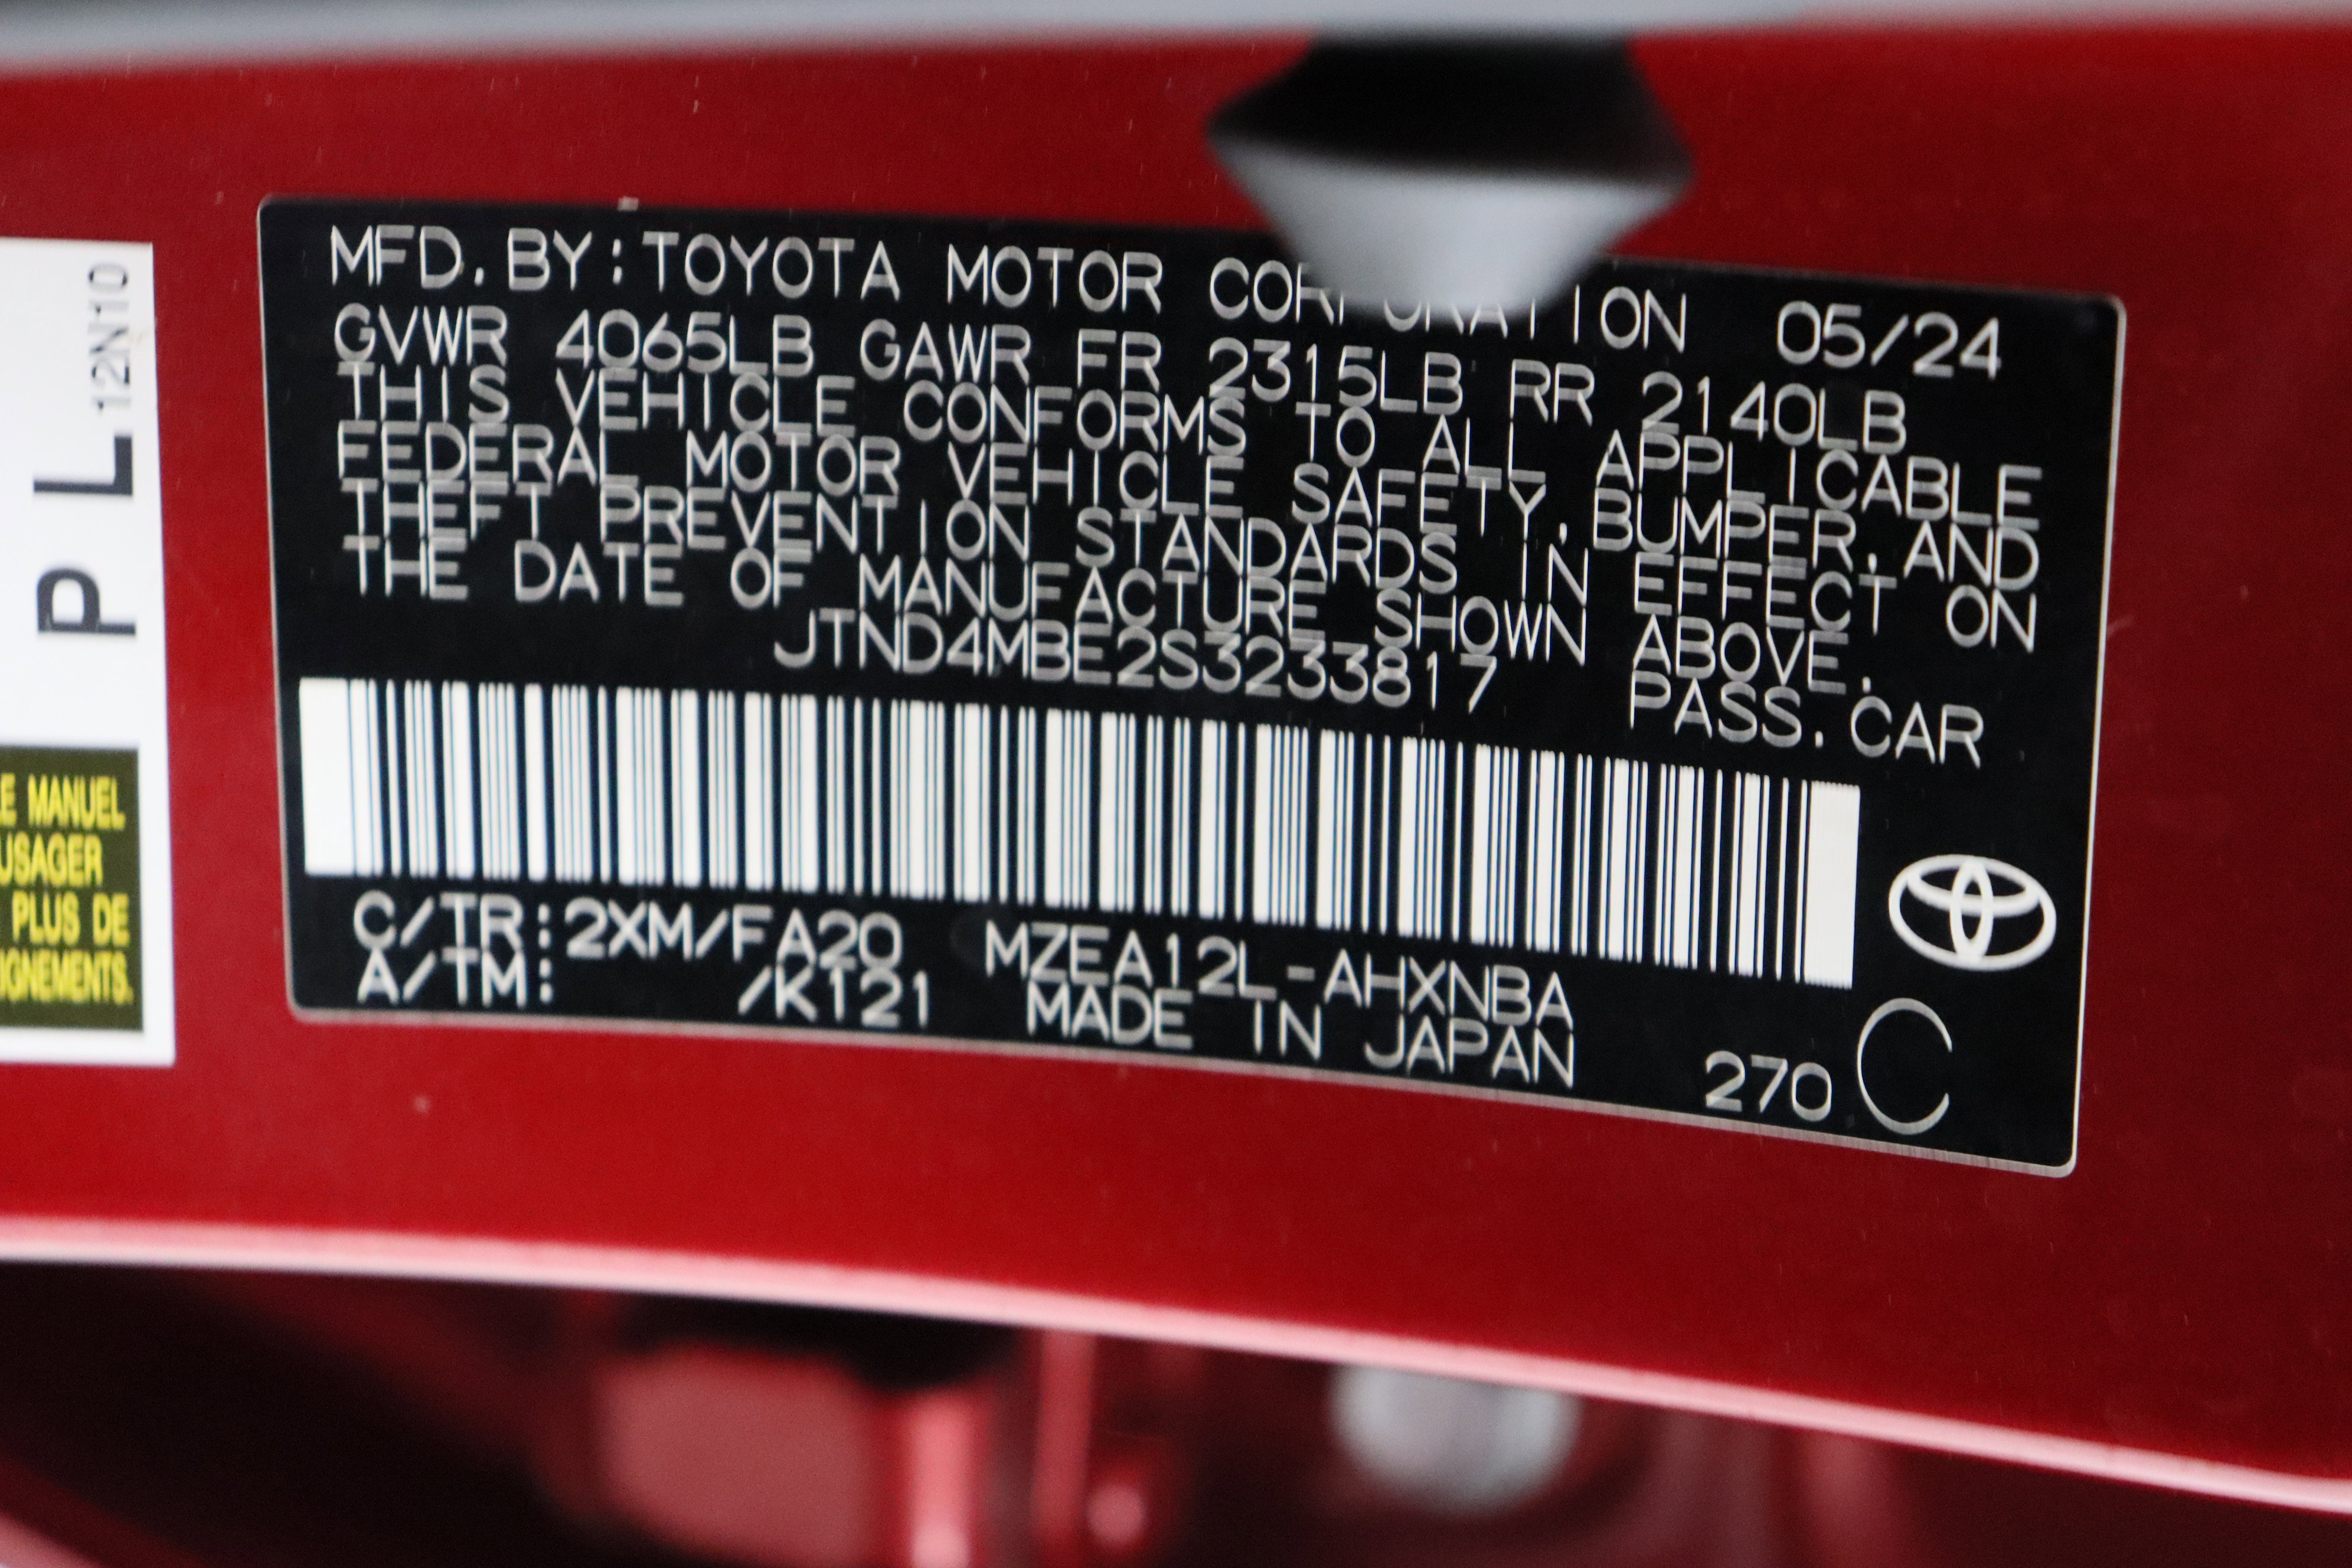 MFD.BY:TOYOTA MOTOR CORPORATION 05/24
GVWR 4065LB GAWR FR 2315LB RR 2140LB
THIS VEHICLE CONFORMS TO ALL APPLICABLE
FEDERAL MOTOR VEHICLE SAFETY,BUMPER,AND
THEFT PREVENTION STANDARDS IN EFFECT ON
THE DATE OF MANUFACTURE SHOWN ABOVE.
JTND4MBE2S3233817 PASS.CAR
C/TR:2XM/FA20 MZEA12L-AHXNBA
A/TM: /K121 MADE IN JAPAN
270 C
P L 12N10
E MANUEL
USAGER
PLUS DE
IGNEMENTS.